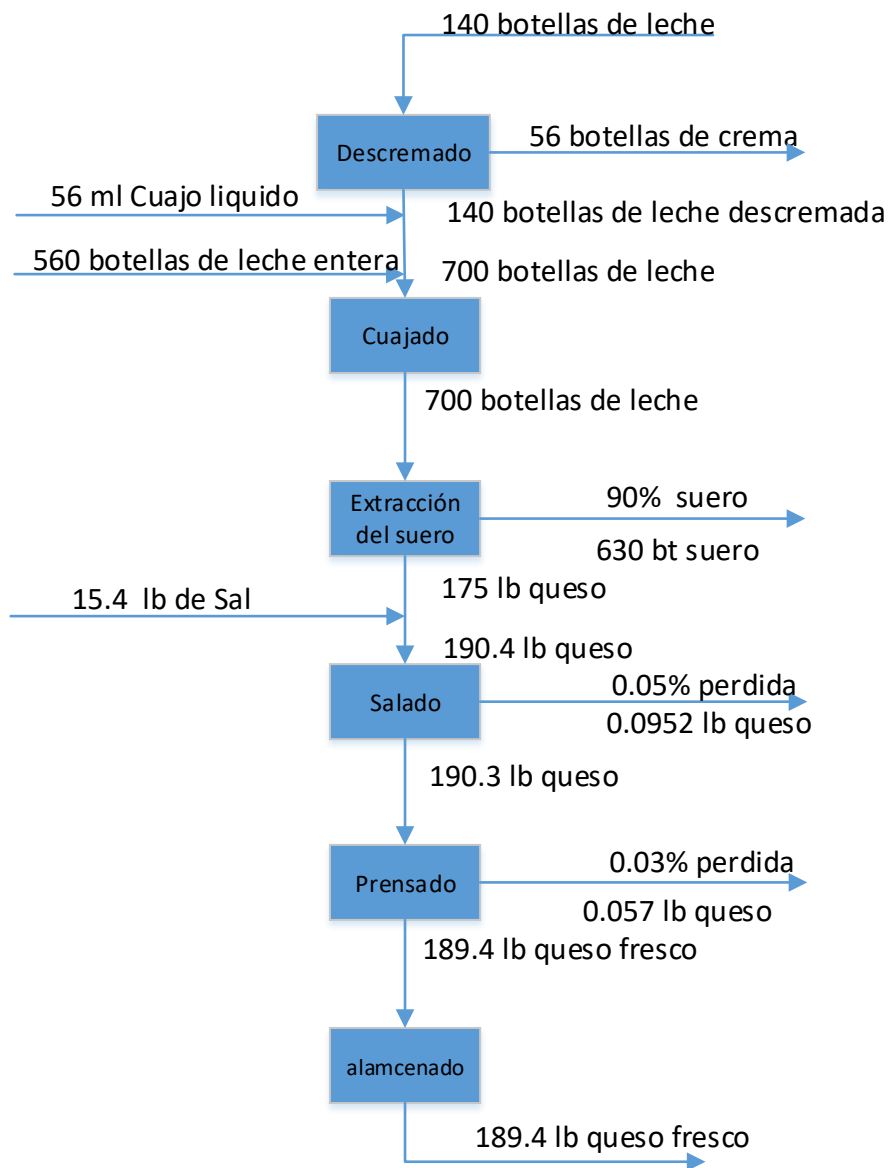 140 botellas de leche
Descremado
56 botellas de crema
56 ml Cuajo liquido
140 botellas de leche descremada
560 botellas de leche entera
700 botellas de leche
Cuajado
700 botellas de leche
Extracción
del suero
90%  suero
630 bt suero
175 lb queso
15.4  lb de Sal
190.4 lb queso
Salado
0.05% perdida
0.0952 lb queso
190.3 lb queso
Prensado
0.03% perdida
0.057 lb queso
189.4 lb queso fresco
alamcenado
189.4 lb queso fresco